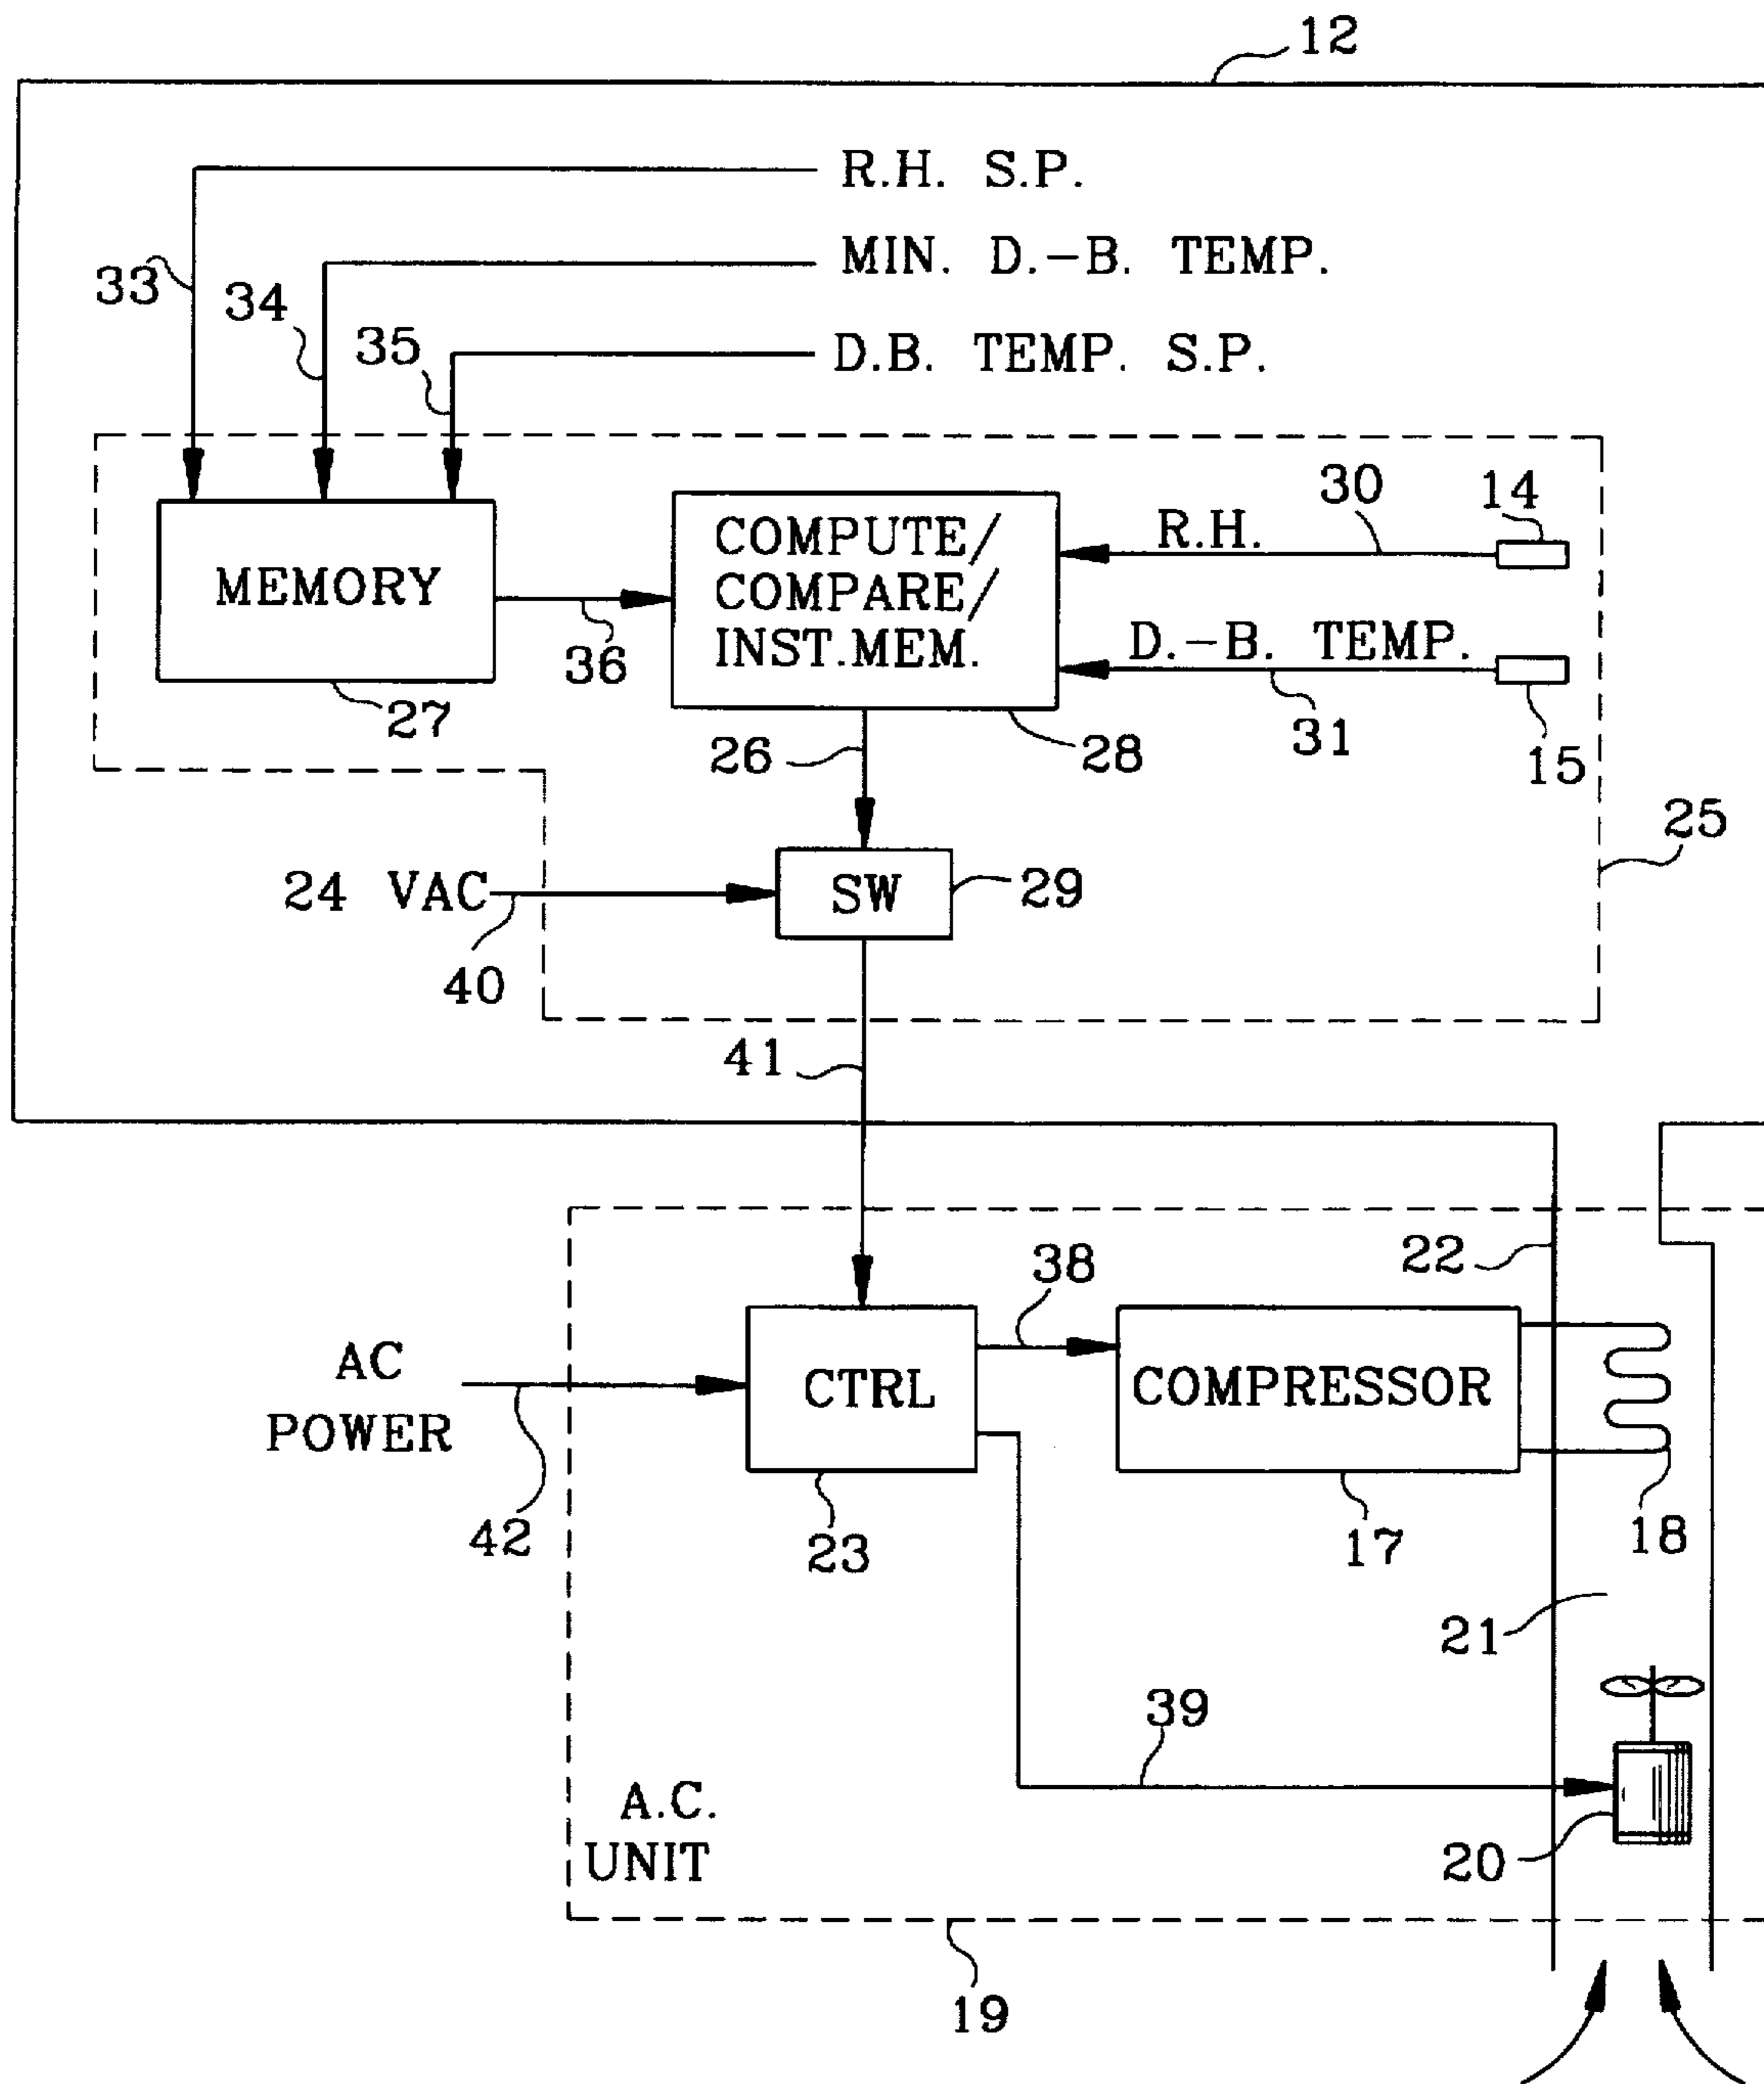 12
R.H. S.P.
MIN. D.-B. TEMP.
D.B. TEMP. S.P.
33
34
35
30
14
R.H.
COMPUTE/
COMPARE/
INST.MEM.
MEMORY
36
D.-B. TEMP.
31
15
27
26
28
25
24 VAC
SW
29
40
41
22
38
AC
POWER
CTRL
COMPRESSOR
42
23
17
18
21
39
A.C.
UNIT
20
19